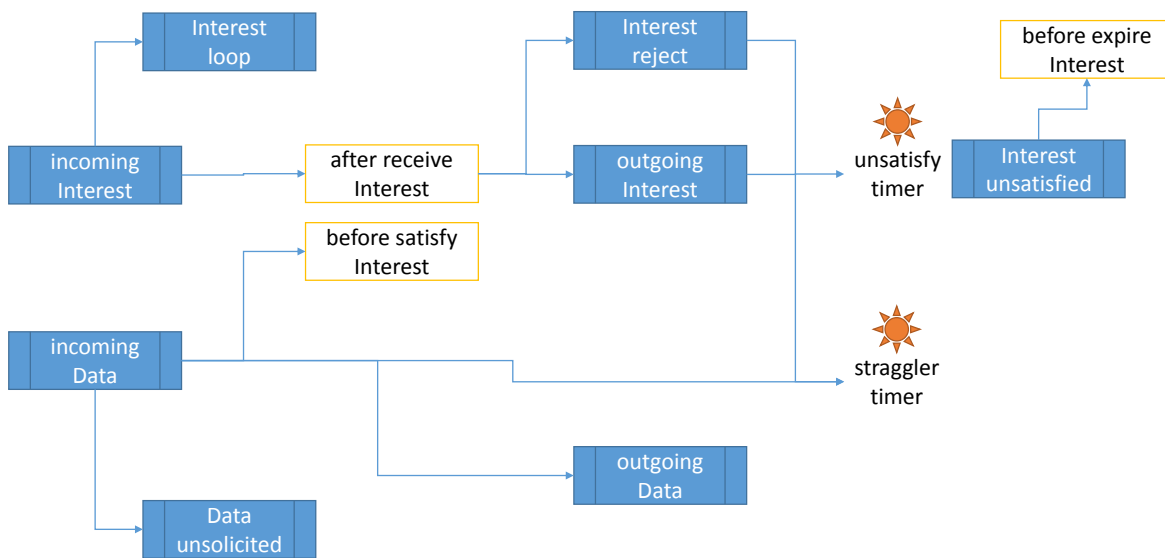 Interest
loop
Interest
reject
before expire
Interest
incoming
Interest
after receive
Interest
outgoing
Interest
unsatisfy
timer
Interest
unsatisfied
before satisfy
Interest
incoming
Data
straggler
timer
outgoing
Data
Data
unsolicited